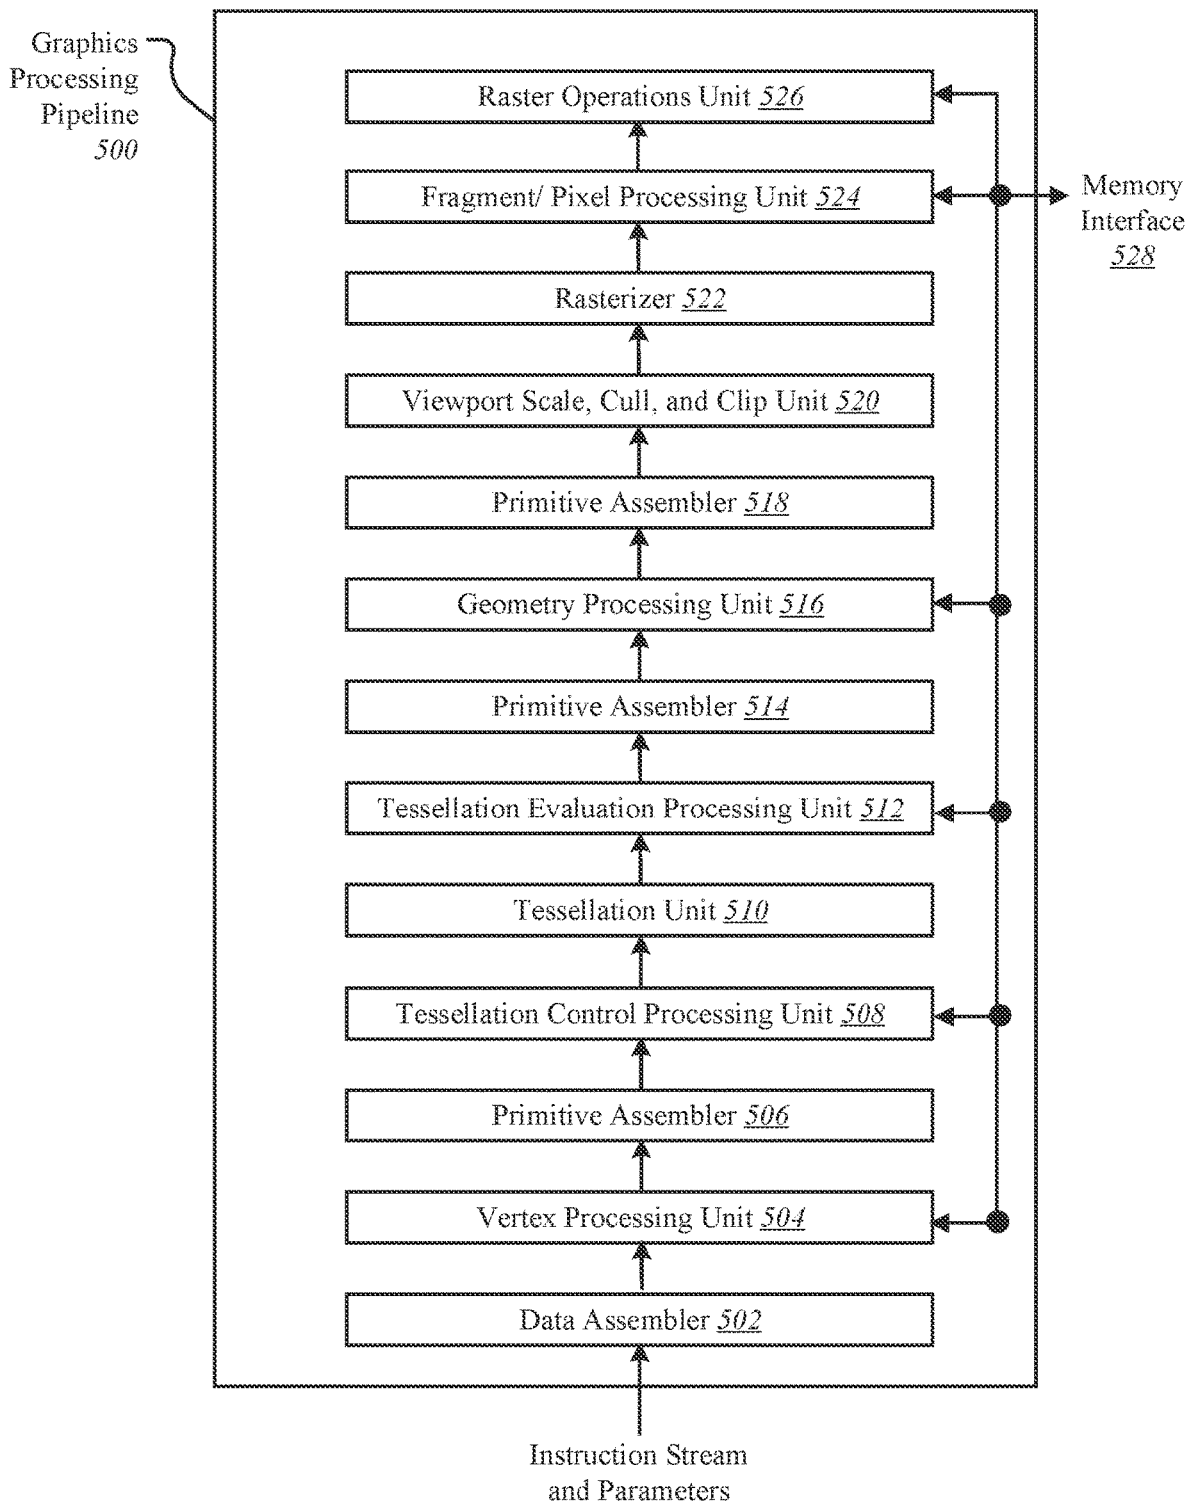 Graphics
Processing
Pipeline
500
Raster Operations Unit 526
Fragment/ Pixel Processing Unit 524
Memory
Interface
528
Rasterizer 522
Viewport Scale, Cull, and Clip Unit 520
Primitive Assembler 518
Geometry Processing Unit 516
Primitive Assembler 514
Tessellation Evaluation Processing Unit 512
Tessellation Unit 510
Tessellation Control Processing Unit 508
Primitive Assembler 506
Vertex Processing Unit 504
Data Assembler 502
Instruction Stream
and Parameters